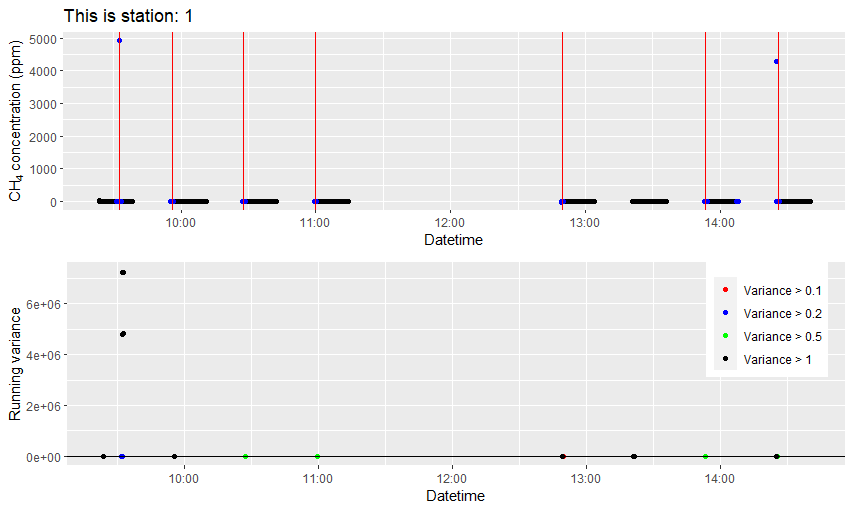 This is station: 1
CH4 concentration (ppm)
5000
4000
3000
2000
1000
0
10:00 11:00 12:00 13:00 14:00
Datetime
Running variance
6e+06
4e+06
2e+06
0e+00
Variance > 0.1
Variance > 0.2
Variance > 0.5
Variance > 1
10:00 11:00 12:00 13:00 14:00
Datetime